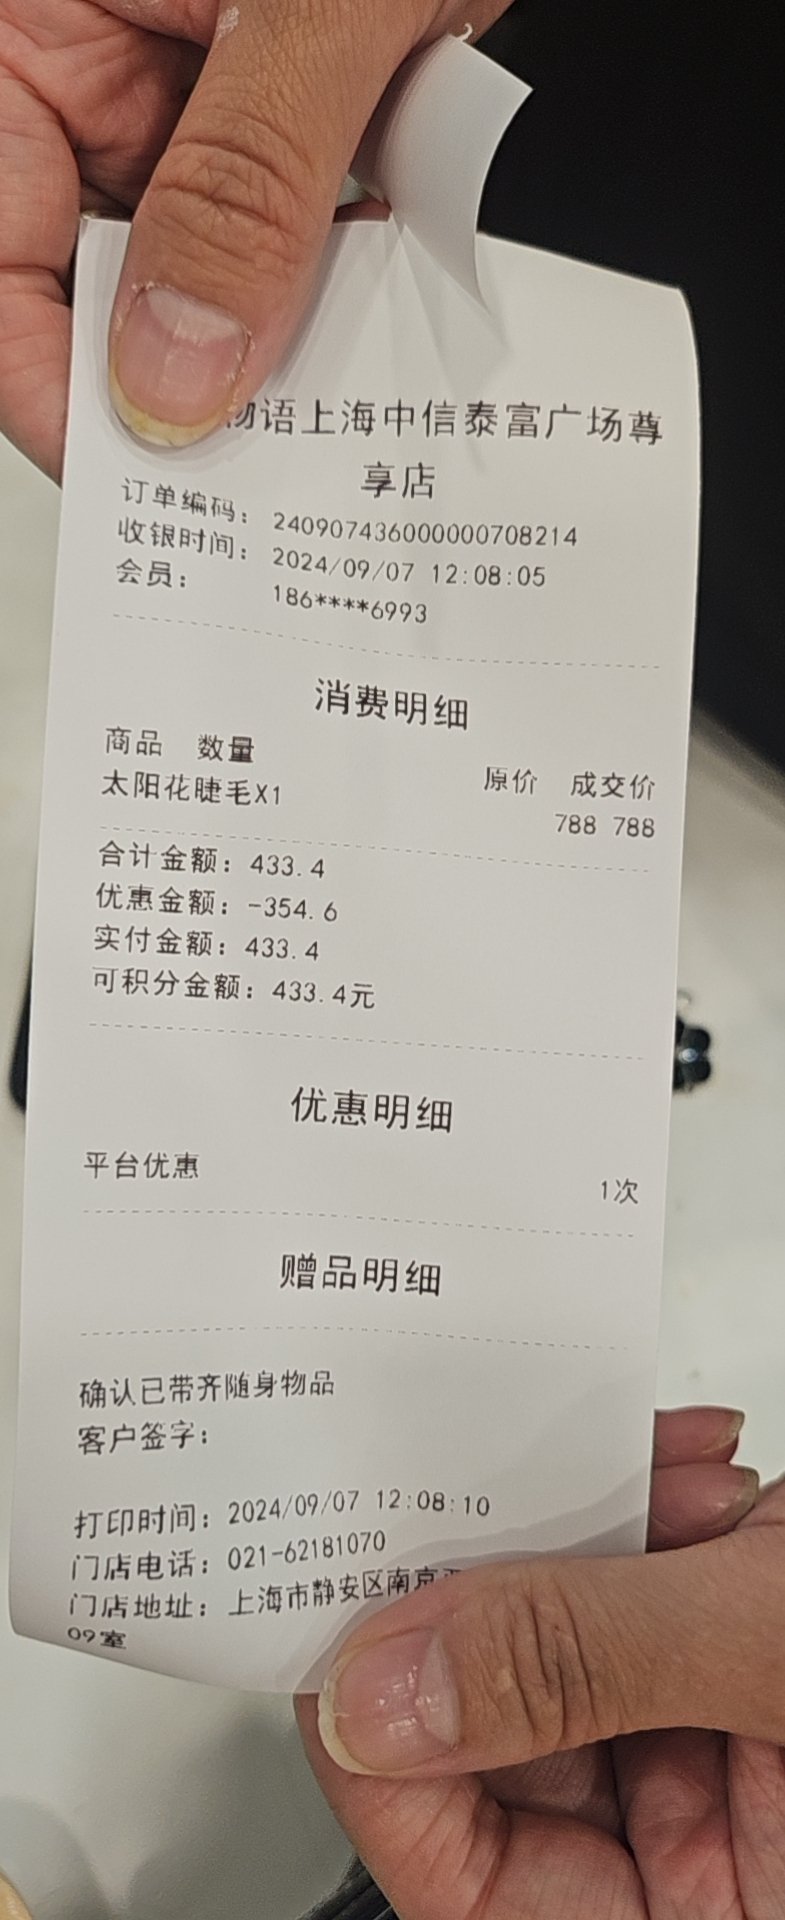 物语上海中信泰富广场尊
享店
订单编码： 240907436000000708214
收银时间： 2024/09/07 12:08:05
会员： 186****6993
消费明细
商品 数量 原价 成交价
太阳花睫毛X1 788 788
合计金额：433.4
优惠金额：-354.6
实付金额：433.4
可积分金额：433.4元
优惠明细
平台优惠 1次
赠品明细
确认已带齐随身物品
客户签字：
打印时间：2024/09/07 12:08:10
门店电话：021-62181070
门店地址：上海市静安区南京
09室